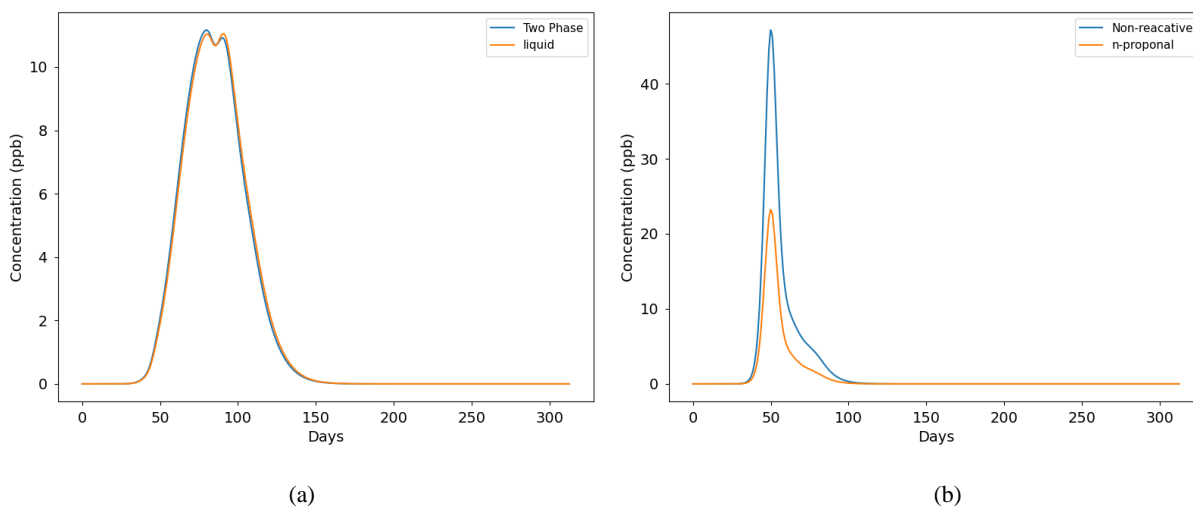 Two Phase
liquid
Concentration (ppb)
10
8
6
4
2
0
0 50 100 150 200 250 300
Days
(a)
Non-reacative
n-proponal
Concentration (ppb)
40
30
20
10
0
0 50 100 150 200 250 300
Days
(b)